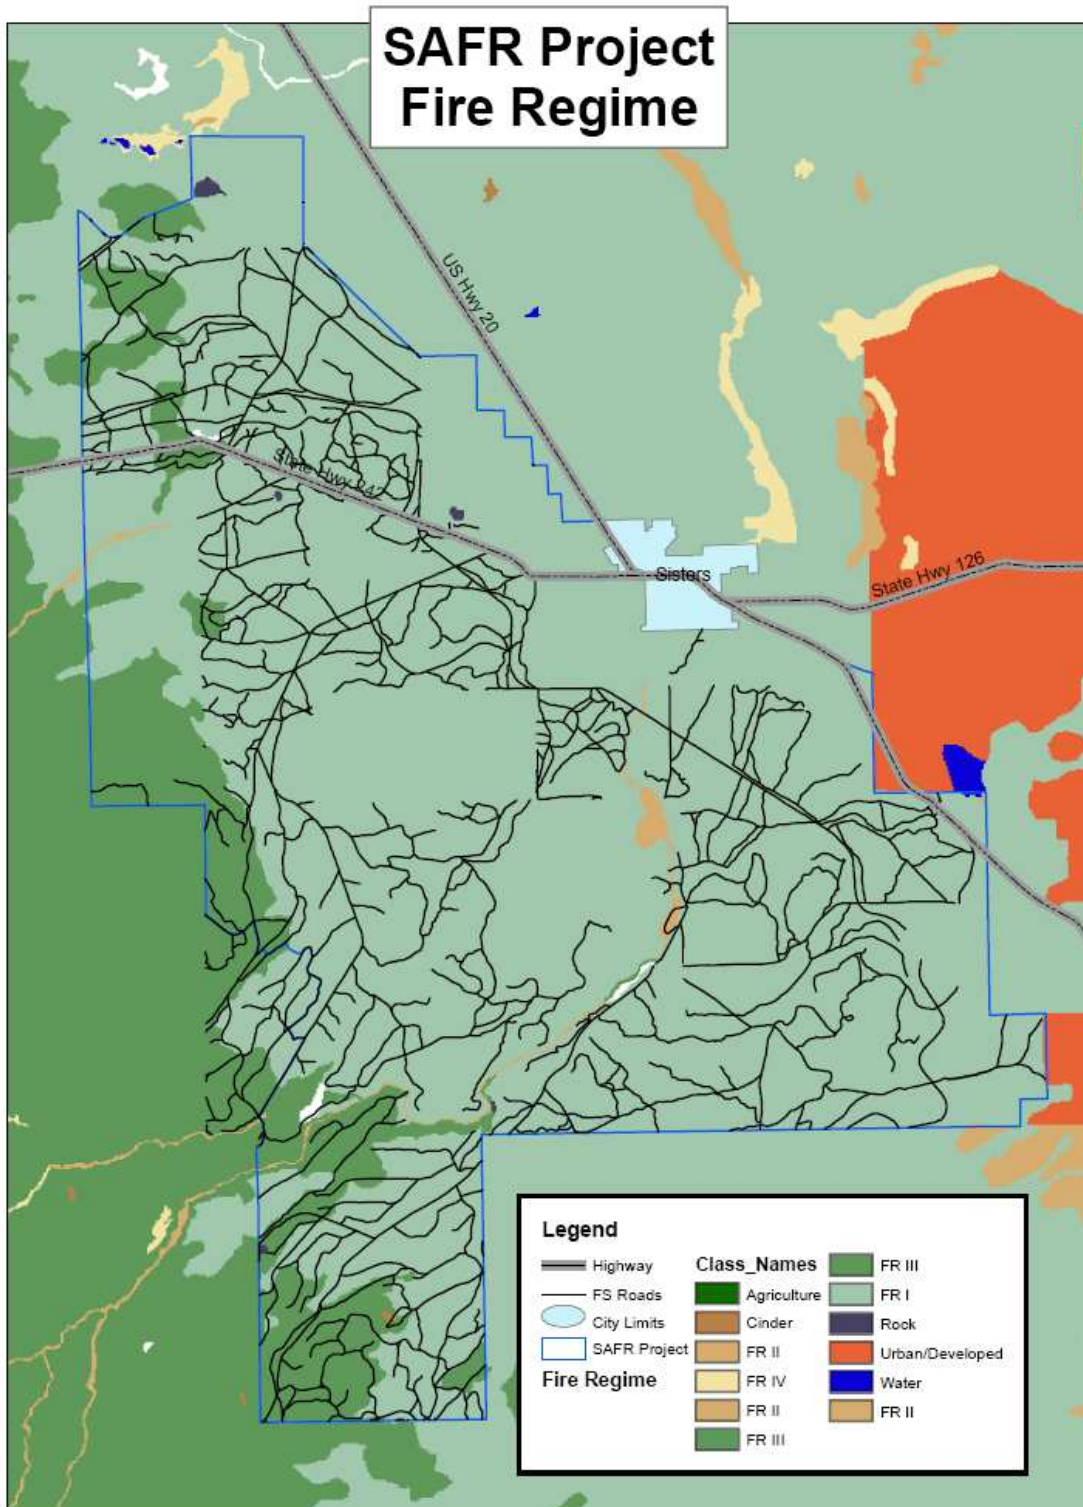 SAFR Project
Fire Regime
US Hwy 20
State Hwy 242
Sisters
State Hwy 126
Legend
Highway
FS Roads
City Limits
SAFR Project
Fire Regime
Class_Names
Agriculture
Cinder
FR II
FR IV
FR II
FR III
FR III
FR I
Rock
Urban/Developed
Water
FR II